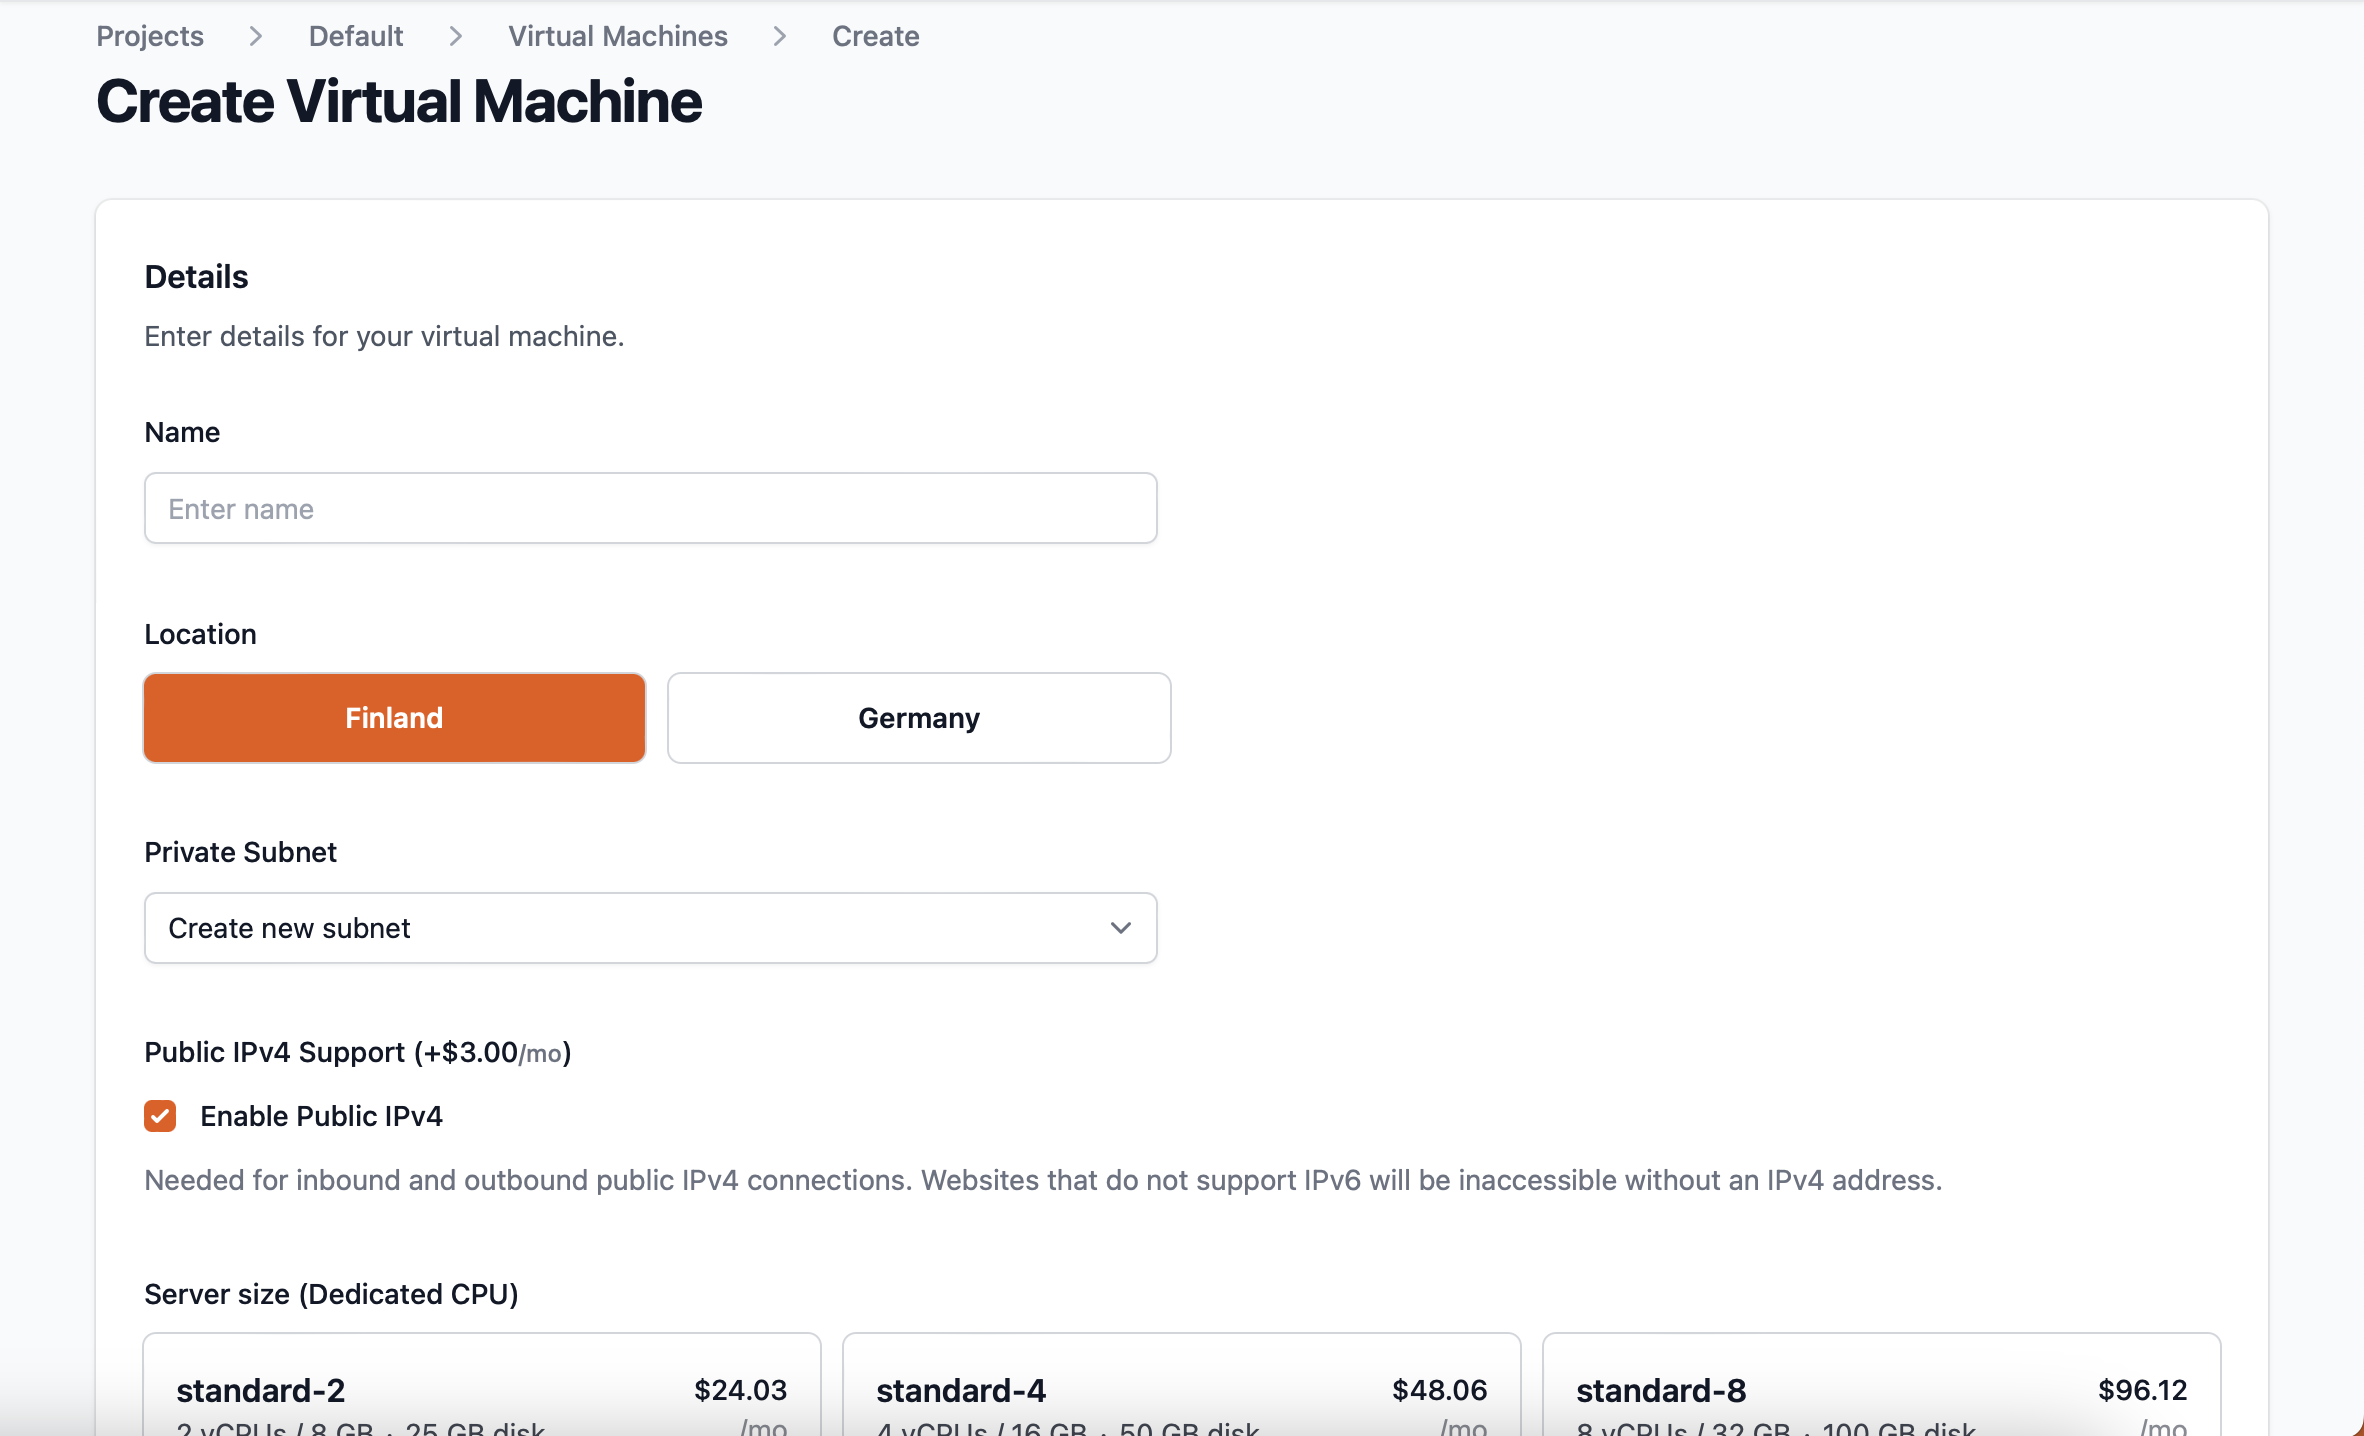 Projects > Default > Virtual Machines > Create
Create Virtual Machine
Details
Enter details for your virtual machine.
Name
Enter name
Location
Finland Germany
Private Subnet
Create new subnet
Public IPv4 Support (+$3.00/mo)
Enable Public IPv4
Needed for inbound and outbound public IPv4 connections. Websites that do not support IPv6 will be inaccessible without an IPv4 address.
Server size (Dedicated CPU)
standard-2 $24.03 standard-4 $48.06 standard-8 $96.12
2 vCPUs / 8 GB · 25 GB disk /mo 4 vCPUs / 16 GB · 50 GB disk /mo 8 vCPUs / 32 GB · 100 GB disk /mo